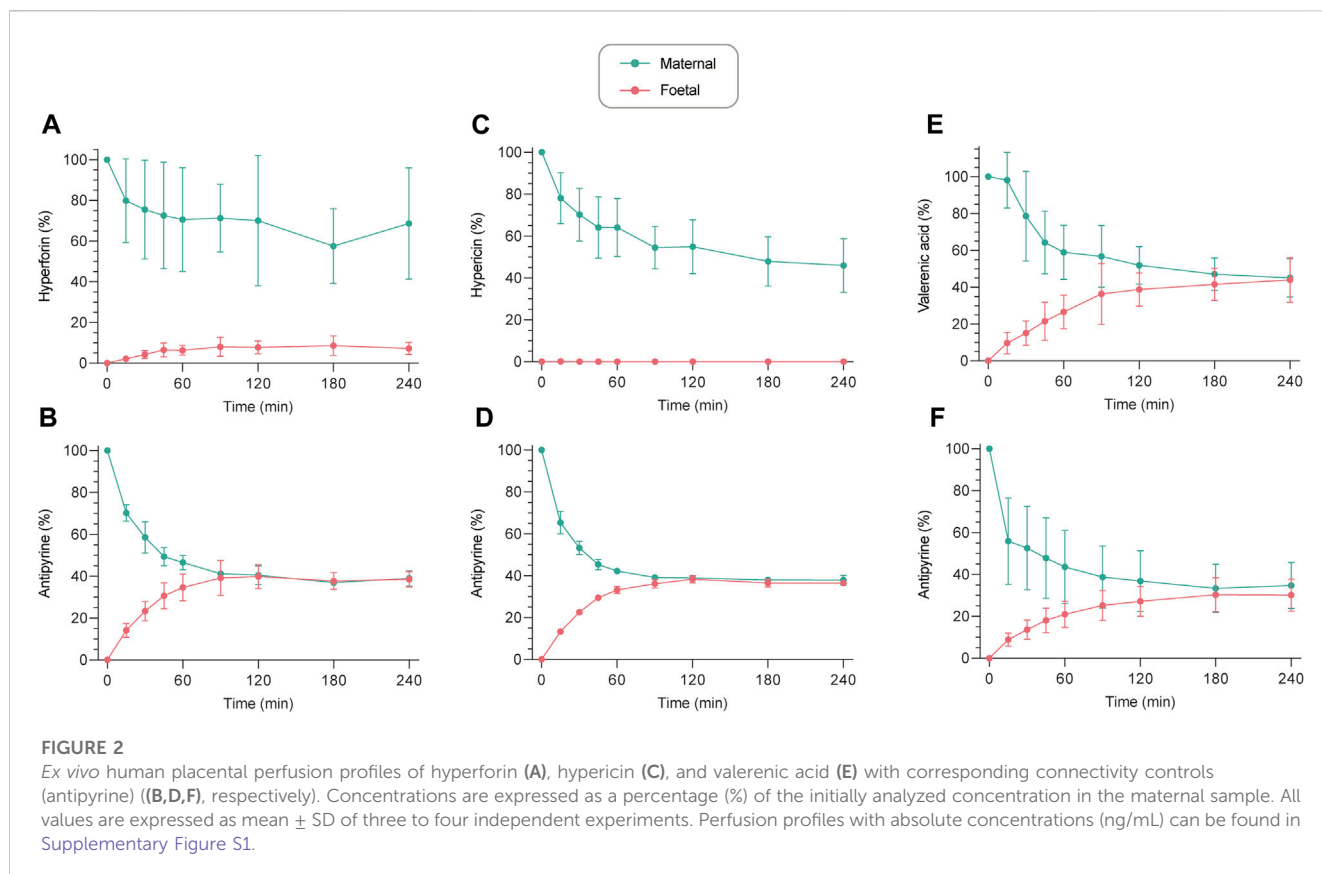 Maternal
Foetal
A
Hyperforin (%)
100
80
60
40
20
0
0 60 120 180 240
Time (min)
C
Hypericin (%)
100
80
60
40
20
0
0 60 120 180 240
Time (min)
E
Valerenic acid (%)
100
80
60
40
20
0
0 60 120 180 240
Time (min)
B
Antipyrine (%)
100
80
60
40
20
0
0 60 120 180 240
Time (min)
D
Antipyrine (%)
100
80
60
40
20
0
0 60 120 180 240
Time (min)
F
Antipyrine (%)
100
80
60
40
20
0
0 60 120 180 240
Time (min)
FIGURE 2
Ex vivo human placental perfusion profiles of hyperforin (A), hypericin (C), and valerenic acid (E) with corresponding connectivity controls
(antipyrine) ((B,D,F), respectively). Concentrations are expressed as a percentage (%) of the initially analyzed concentration in the maternal sample. All
values are expressed as mean ± SD of three to four independent experiments. Perfusion profiles with absolute concentrations (ng/mL) can be found in
Supplementary Figure S1.